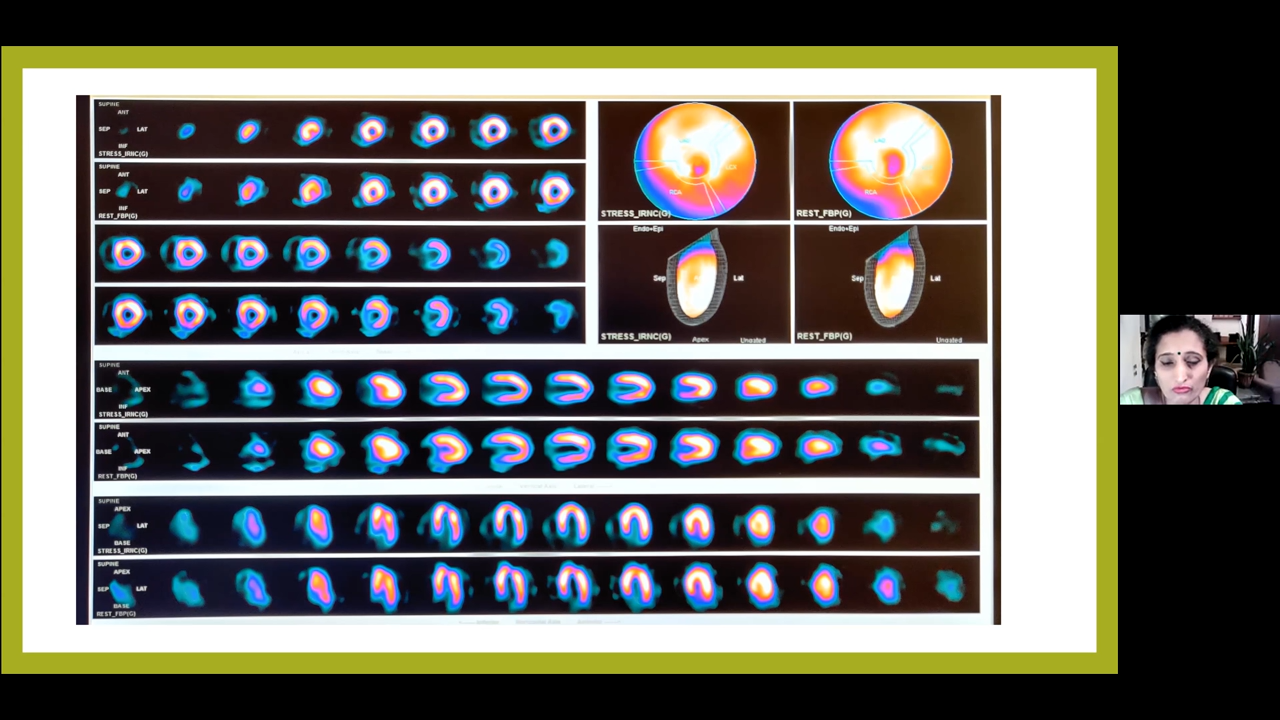 SUPINE
ANT
SEP LAT
INF
STRESS_IRNC(G)
SUPINE
ANT
SEP LAT
INF
REST_FBP(G)
RCA
STRESS_IRNC(G)
RCA
REST_FBP(G)
Endo+Epi
Sep Lat
STRESS_IRNC(G) Apex Ungated
Endo+Epi
Sep Lat
REST_FBP(G) Ungated
SUPINE
ANT
BASE APEX
INF
STRESS_IRNC(G)
SUPINE
ANT
BASE APEX
INF
REST_FBP(G)
SUPINE
APEX
SEP LAT
BASE
STRESS_IRNC(G)
SUPINE
APEX
SEP LAT
BASE
REST_FBP(G)